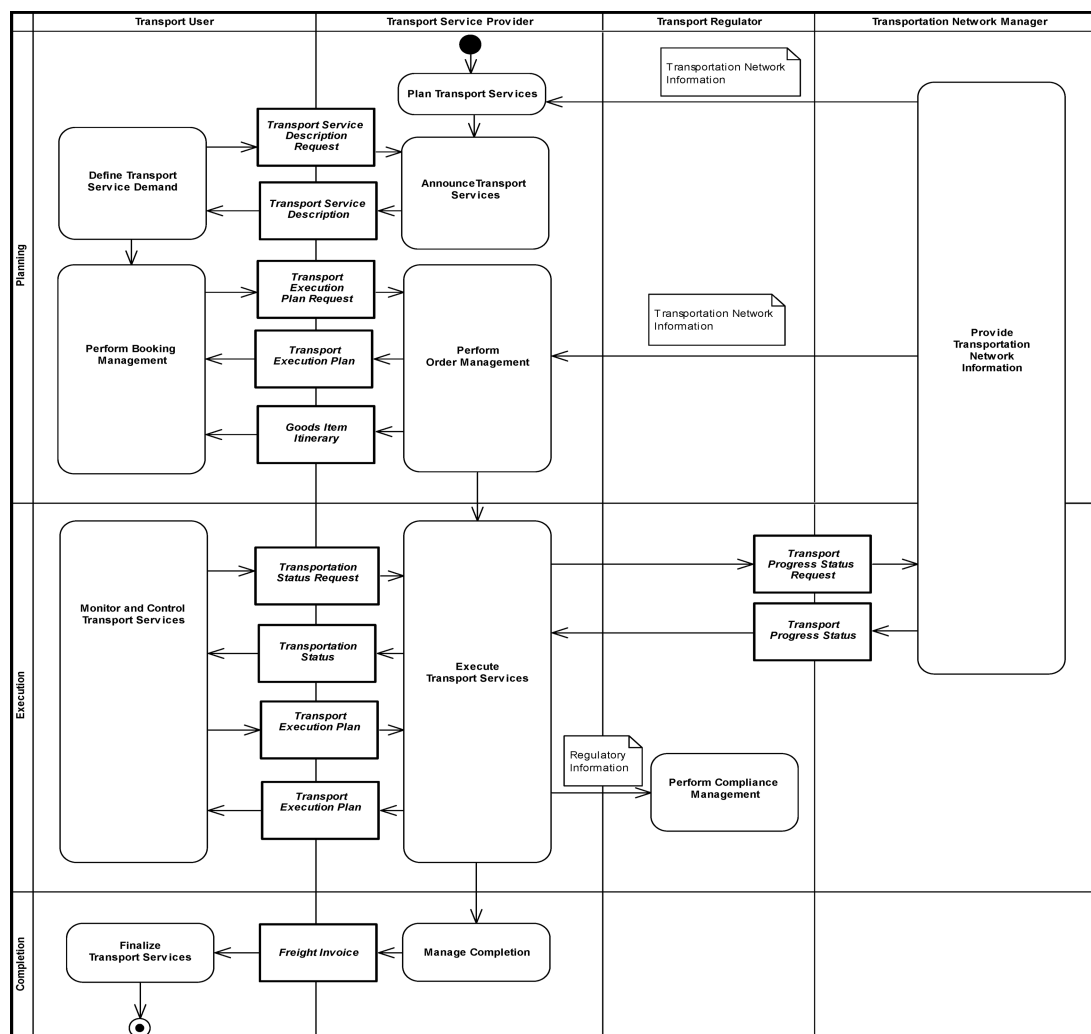 Transport User
Transport Service Provider
Transport Regulator
Transportation Network Manager
Planning
Transportation Network
Information
Plan Transport Services
Transport Service
Description
Request
Define Transport
Service Demand
AnnounceTransport
Services
Transport Service
Description
Transport
Execution
Plan Request
Transportation Network
Information
Provide
Transportation
Network
Information
Perform Booking
Management
Transport
Execution Plan
Perform
Order Management
Goods Item
Itinerary
Execution
Transportation
Status Request
Transport
Progress Status
Request
Monitor and Control
Transport Services
Transportation
Status
Transport
Progress Status
Execute
Transport Services
Transport
Execution Plan
Regulatory
Information
Perform Compliance
Management
Transport
Execution Plan
Completion
Finalize
Transport Services
Freight Invoice
Manage Completion